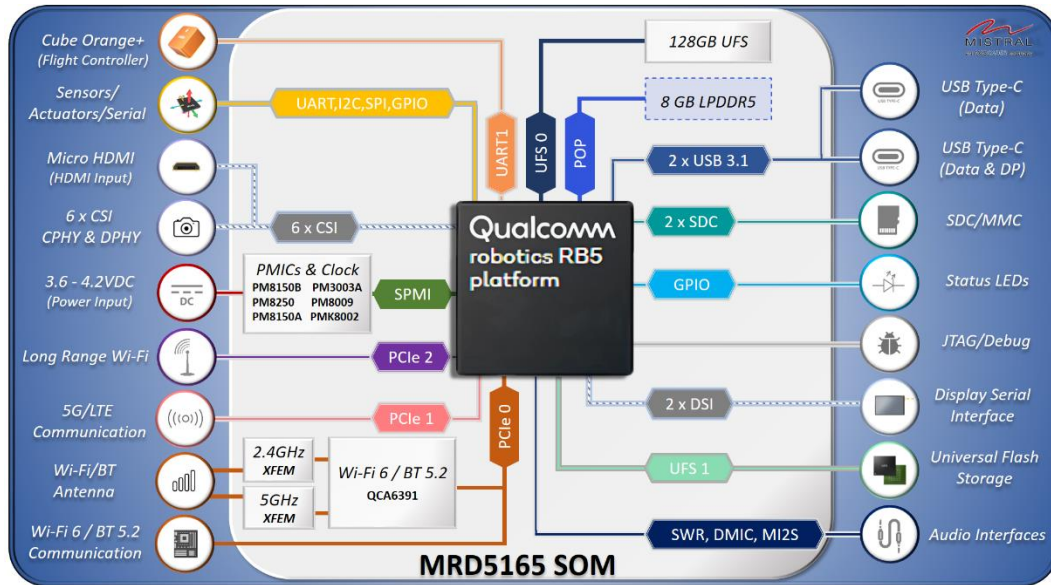 MISTRAL
Cube Orange+
(Flight Controller)
Sensors/
Actuators/Serial
Micro HDMI
(HDMI Input)
6 x CSI
CPHY & DPHY
3.6 - 4.2VDC
(Power Input)
Long Range Wi-Fi
5G/LTE
Communication
Wi-Fi/BT
Antenna
Wi-Fi 6 / BT 5.2
Communication
DC
((o))
UART,I2C,SPI,GPIO
6 x CSI
PMICs & Clock
PM8150B PM3003A
PM8250 PM8009
PM8150A PMK8002
SPMI
PCIe 2
PCIe 1
PCIe 0
2.4GHz
XFEM
5GHz
XFEM
Wi-Fi 6 / BT 5.2
QCA6391
UART1
UFS 0
POP
128GB UFS
8 GB LPDDR5
Qualcomm
robotics RB5
platform
2 x USB 3.1
2 x SDC
GPIO
2 x DSI
UFS 1
SWR, DMIC, MI2S
USB TYPE-C
USB Type-C
(Data)
USB TYPE-C
USB Type-C
(Data & DP)
SDC/MMC
Status LEDs
JTAG/Debug
Display Serial
Interface
Universal Flash
Storage
Audio Interfaces
MRD5165 SOM